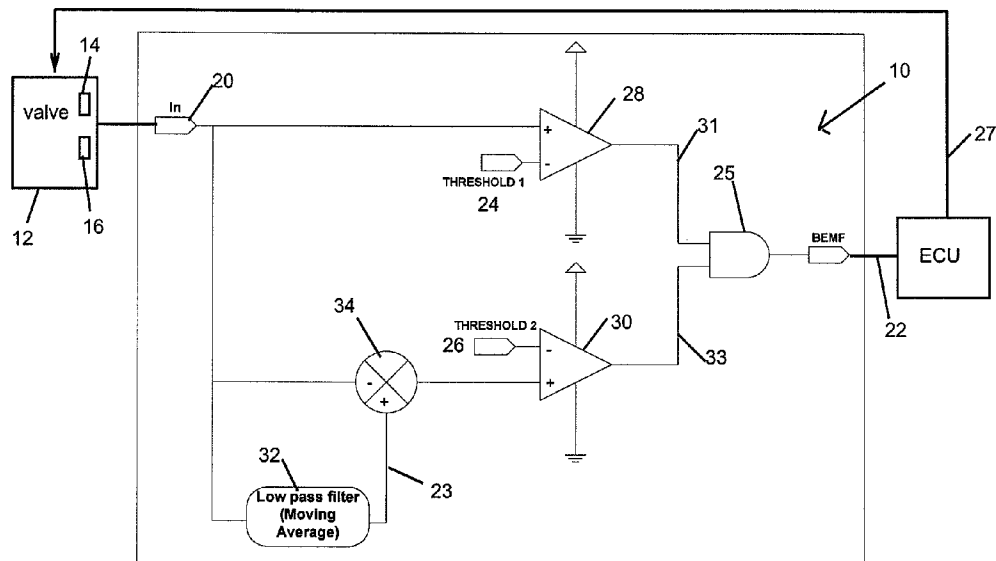 14
20
valve
In
12
16
+
-
28
THRESHOLD 1
24
31
10
27
25
BEMF
ECU
22
34
-
+
THRESHOLD 2
26
-
+
30
33
32
23
Low pass filter
(Moving
Average)